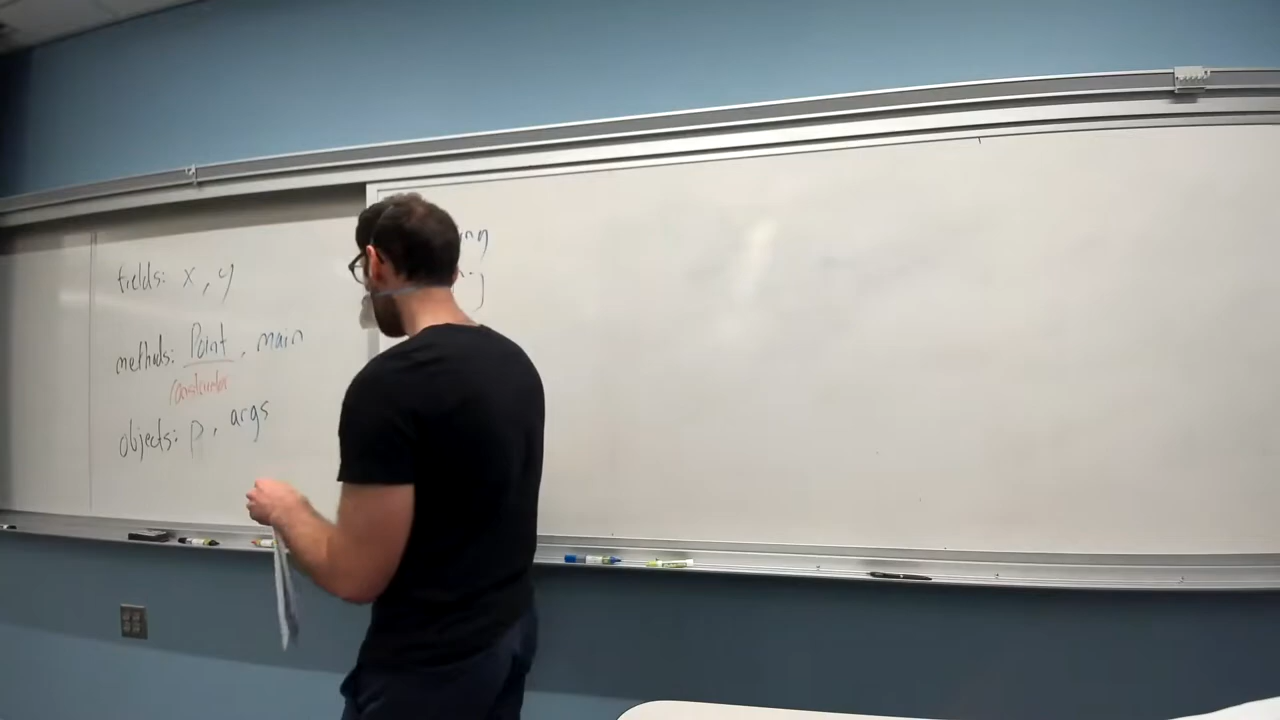 fields: x, y
methods: Point, main
constructor
objects: p, args